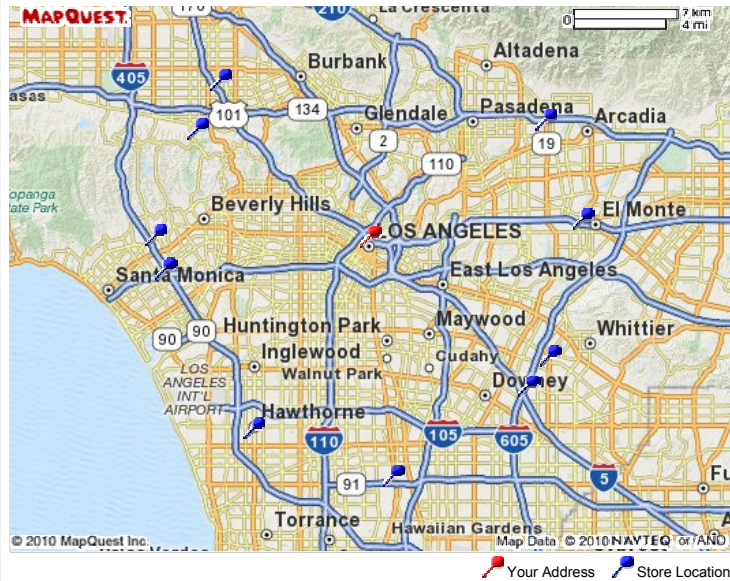 MAPQUEST
170
210
La Crescenta
0
7 km
4 mi
Altadena
Burbank
405
101
134
Glendale
Pasadena
Arcadia
2
19
110
Beverly Hills
El Monte
LOS ANGELES
Santa Monica
East Los Angeles
90
90
Huntington Park
Maywood
Whittier
Inglewood
Cudahy
Walnut Park
LOS
ANGELES
INT'L
AIRPORT
Downey
Hawthorne
110
105
605
5
91
Torrance
Hawaiian Gardens
© 2010 MapQuest Inc.
Map Data © 2010 NAVTEQ or AND
Your Address
Store Location